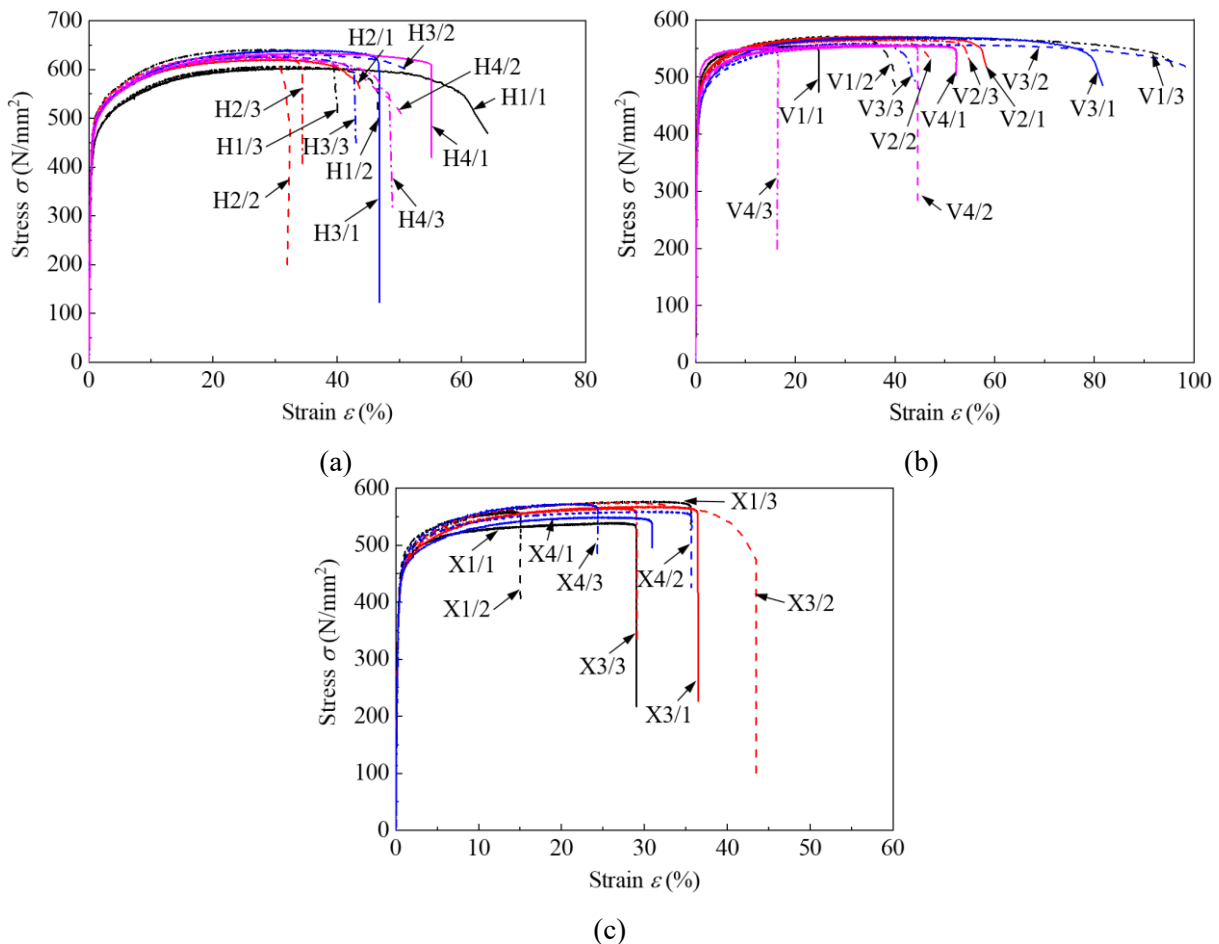 700
600
500
400
300
200
100
0
Stress σ (N/mm²)
H2/1
H3/2
H4/2
H1/1
H2/3
H1/3
H3/3
H1/2
H4/1
H2/2
H3/1
H4/3
0 20 40 60 80
Strain ε (%)
(a)
600
500
400
300
200
100
0
Stress σ (N/mm²)
V1/1
V1/2
V3/3
V2/2
V4/1
V2/3
V2/1
V3/2
V3/1
V1/3
V4/3
V4/2
0 20 40 60 80 100
Strain ε (%)
(b)
600
500
400
300
200
100
0
Stress σ (N/mm²)
X1/3
X1/1
X4/1
X4/3
X4/2
X1/2
X3/2
X3/3
X3/1
0 10 20 30 40 50 60
Strain ε (%)
(c)